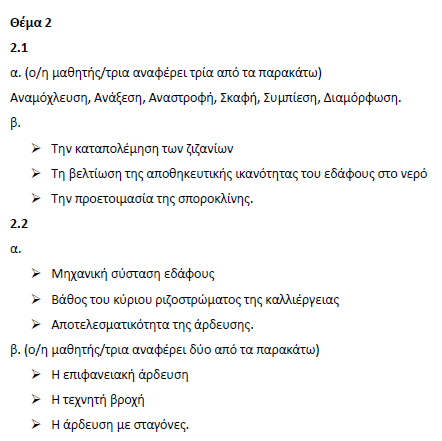 Θέμα 2
2.1
α. (ο/η μαθητής/τρια αναφέρει τρία από τα παρακάτω)
Αναμόχλευση, Ανάξεση, Αναστροφή, Σκαφή, Συμπίεση, Διαμόρφωση.
β.
➢ Την καταπολέμηση των ζιζανίων
➢ Τη βελτίωση της αποθηκευτικής ικανότητας του εδάφους στο νερό
➢ Την προετοιμασία της σποροκλίνης.
2.2
α.
➢ Μηχανική σύσταση εδάφους
➢ Βάθος του κύριου ριζοστρώματος της καλλιέργειας
➢ Αποτελεσματικότητα της άρδευσης.
β. (ο/η μαθητής/τρια αναφέρει δύο από τα παρακάτω)
➢ Η επιφανειακή άρδευση
➢ Η τεχνητή βροχή
➢ Η άρδευση με σταγόνες.